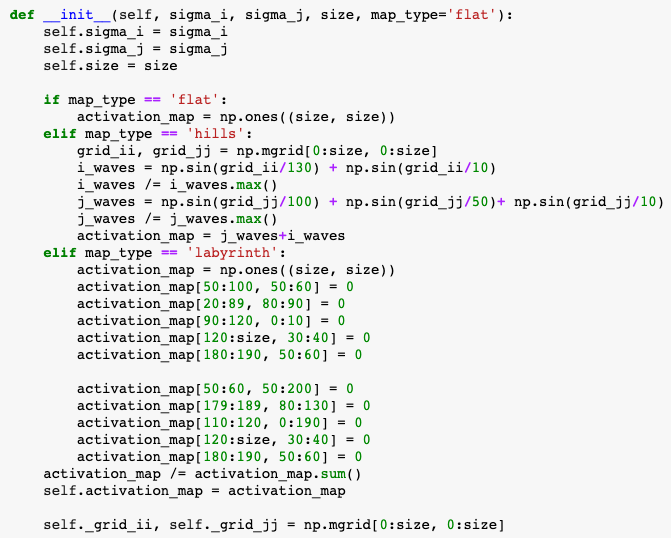 def __init__(self, sigma_i, sigma_j, size, map_type='flat'):
    self.sigma_i = sigma_i
    self.sigma_j = sigma_j
    self.size = size

    if map_type == 'flat':
        activation_map = np.ones((size, size))
    elif map_type == 'hills':
        grid_ii, grid_jj = np.mgrid[0:size, 0:size]
        i_waves = np.sin(grid_ii/130) + np.sin(grid_ii/10)
        i_waves /= i_waves.max()
        j_waves = np.sin(grid_jj/100) + np.sin(grid_jj/50)+ np.sin(grid_jj/10)
        j_waves /= j_waves.max()
        activation_map = j_waves+i_waves
    elif map_type == 'labyrinth':
        activation_map = np.ones((size, size))
        activation_map[50:100, 50:60] = 0
        activation_map[20:89, 80:90] = 0
        activation_map[90:120, 0:10] = 0
        activation_map[120:size, 30:40] = 0
        activation_map[180:190, 50:60] = 0

        activation_map[50:60, 50:200] = 0
        activation_map[179:189, 80:130] = 0
        activation_map[110:120, 0:190] = 0
        activation_map[120:size, 30:40] = 0
        activation_map[180:190, 50:60] = 0
    activation_map /= activation_map.sum()
    self.activation_map = activation_map

    self._grid_ii, self._grid_jj = np.mgrid[0:size, 0:size]